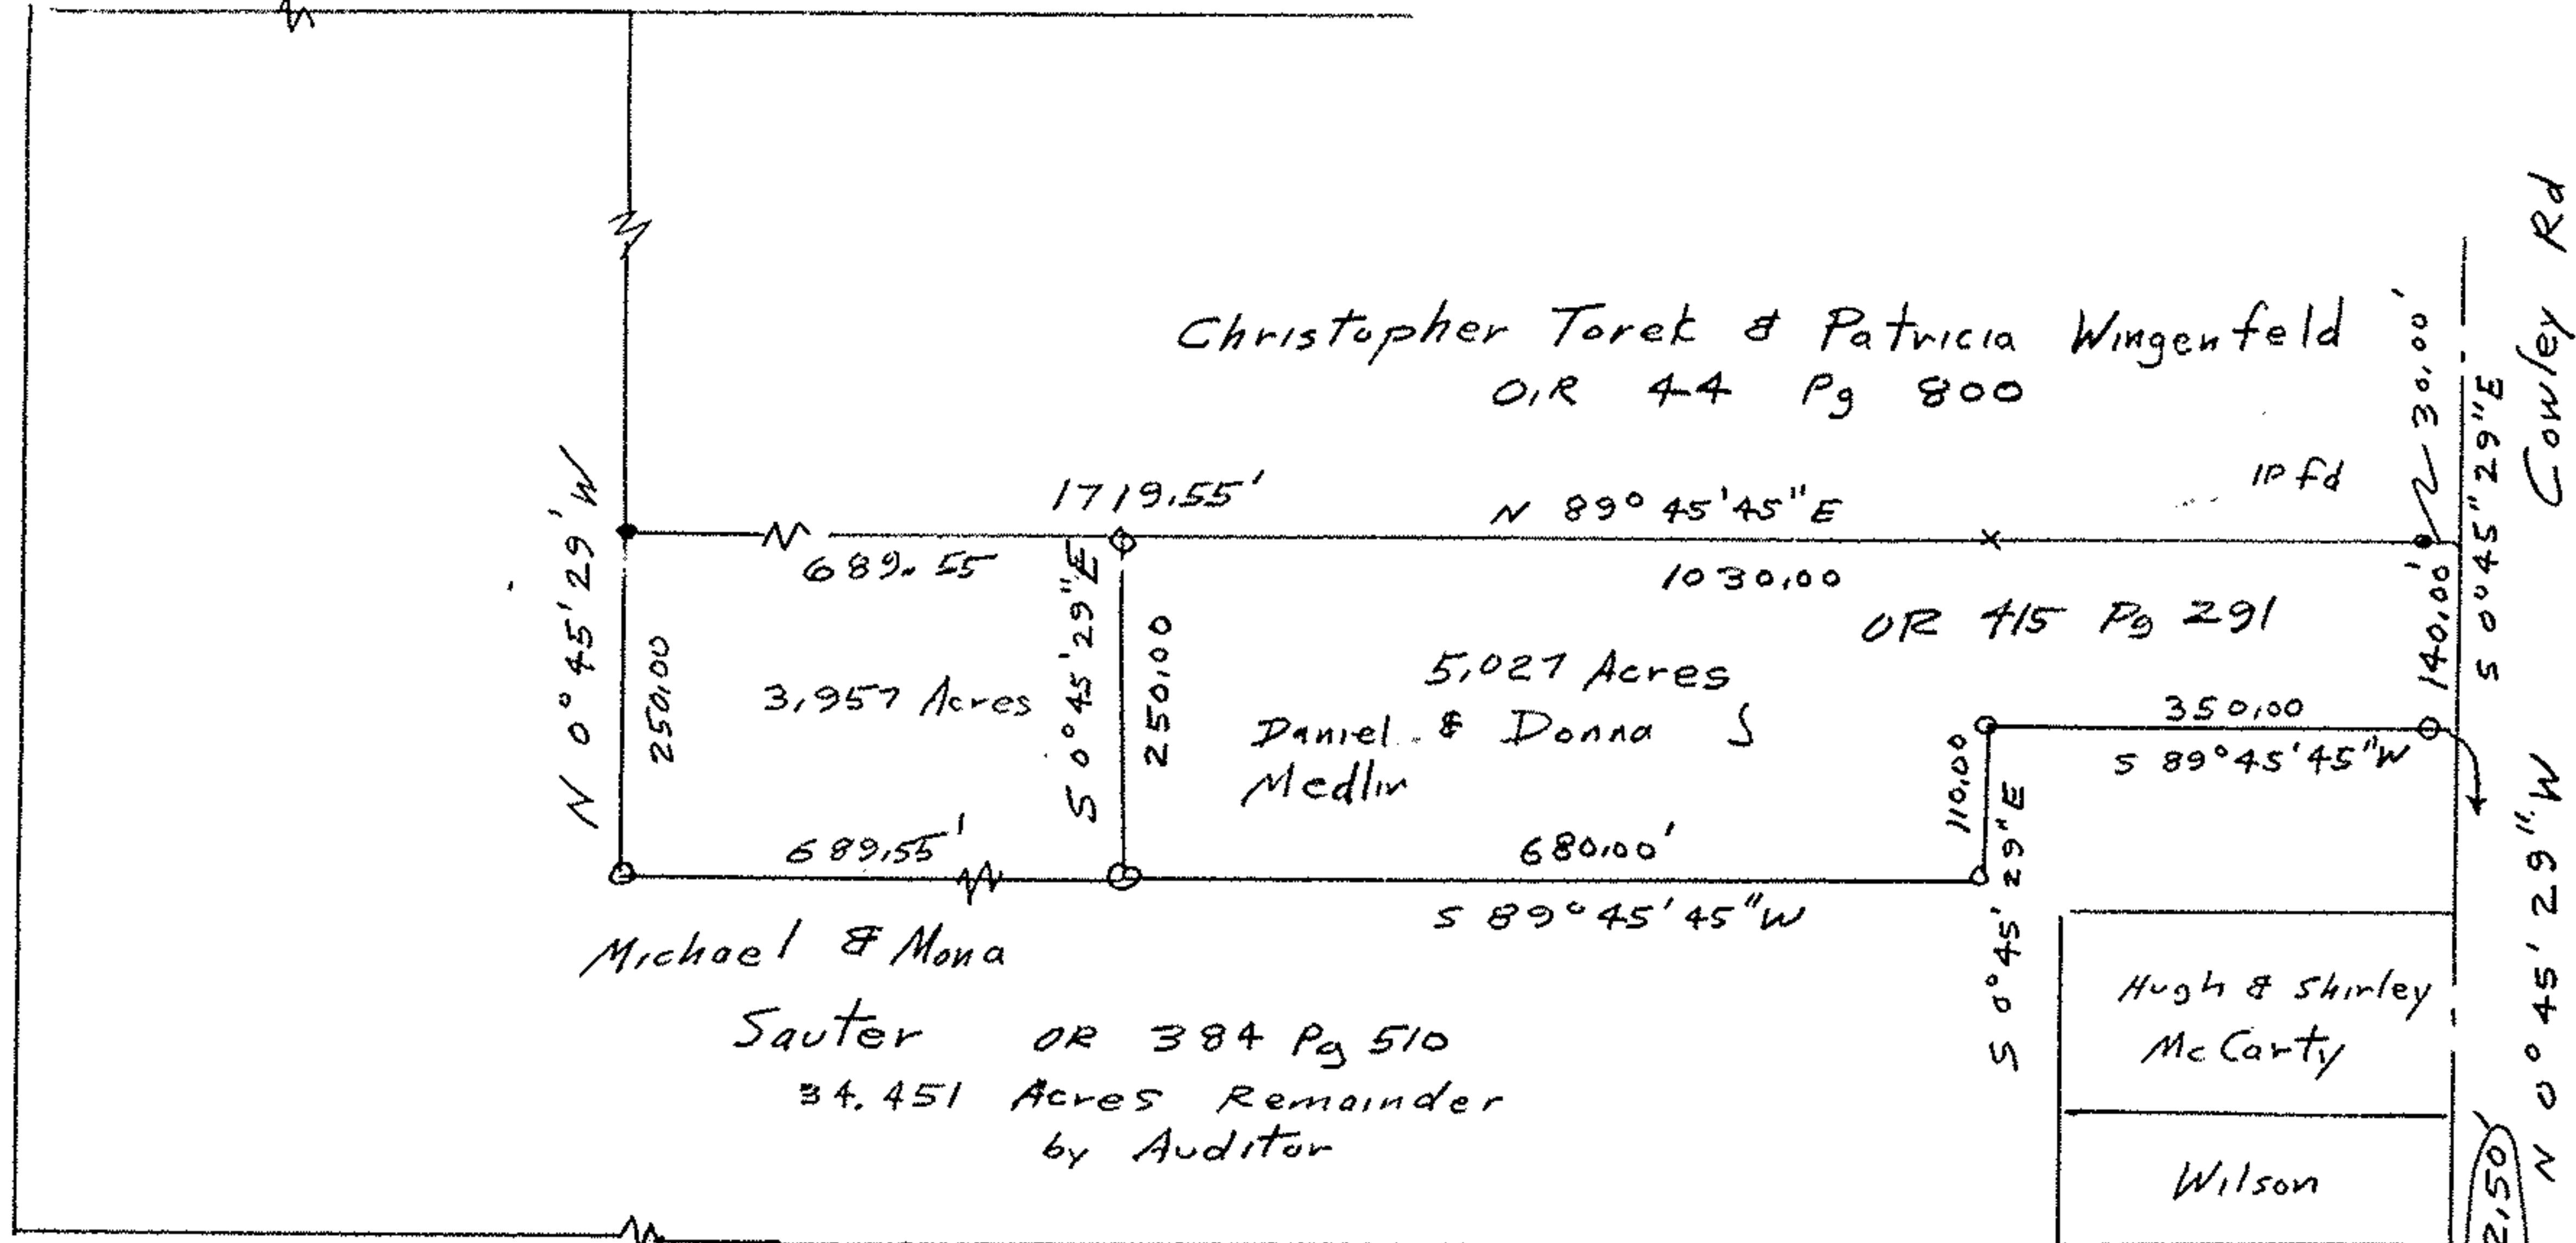 Cowley Rd
Christopher Torek & Patricia Wingenfeld
O.R 44 Pg 800
30.00'
S 0°45"29"E
IP fd
1719.55'
N 89°45'45"E
N 0°45'29'W
689.55
S 0°45'29"E
1030.00
OR 415 Pg 291
140.00'
250.00
3.957 Acres
250.00
5.027 Acres
Daniel & Donna J
Medlin
350.00
S 89°45'45"W
110.00
S 0°45'29"E
689.55'
680.00'
S 89°45'45"W
N 0°45'29"W
Michael & Mona
Sauter OR 384 Pg 510
34.451 Acres Remainder
by Auditor
Hugh & Shirley
McCarty
Wilson